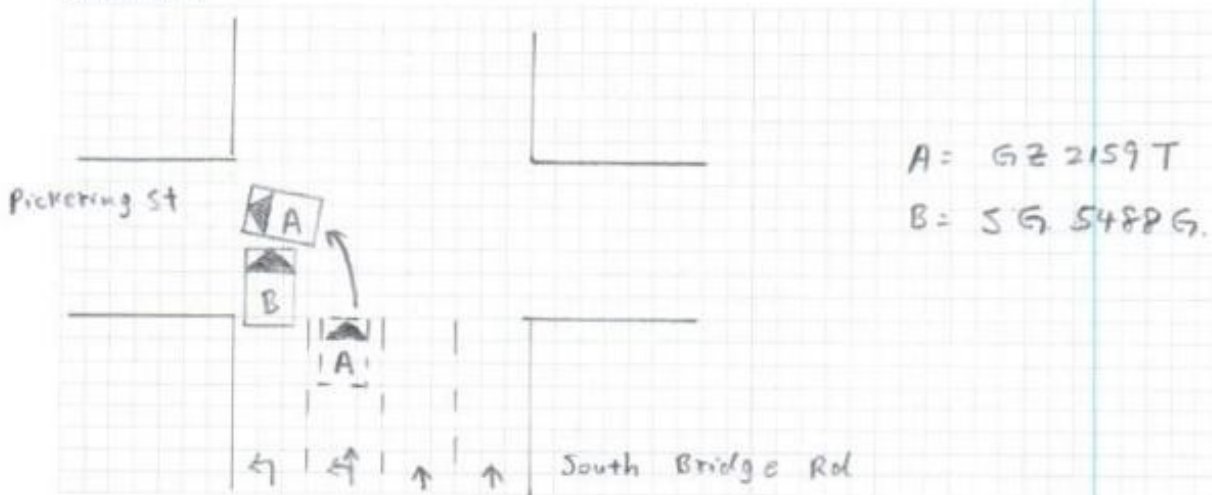 A = GZ 2159 T
Pickering St
B = SG 5488 G.
A
B
A
South Bridge Rd